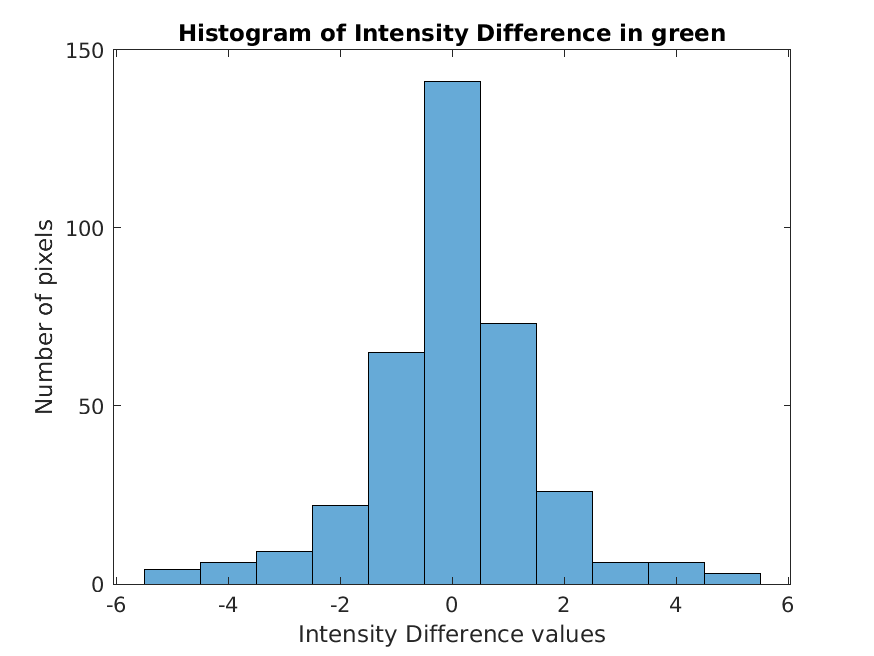 Histogram of Intensity Difference in green
150
100
50
0
Number of pixels
-6 -4 -2 0 2 4 6
Intensity Difference values